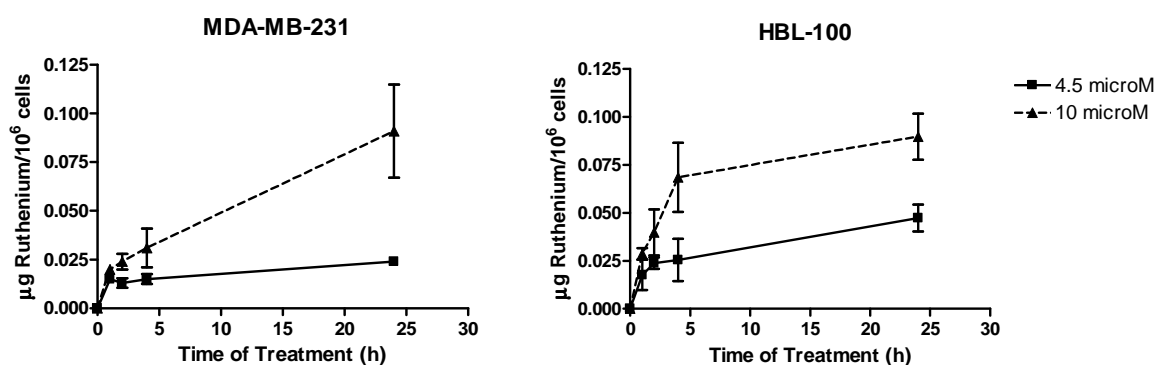 MDA-MB-231
0.125
0.100
0.075
0.050
0.025
0.000
µg Ruthenium/10⁶ cells
0 5 10 15 20 25 30
Time of Treatment (h)
HBL-100
0.125
0.100
0.075
0.050
0.025
0.000
µg Ruthenium/10⁶ cells
0 5 10 15 20 25 30
Time of Treatment (h)
4.5 microM
10 microM